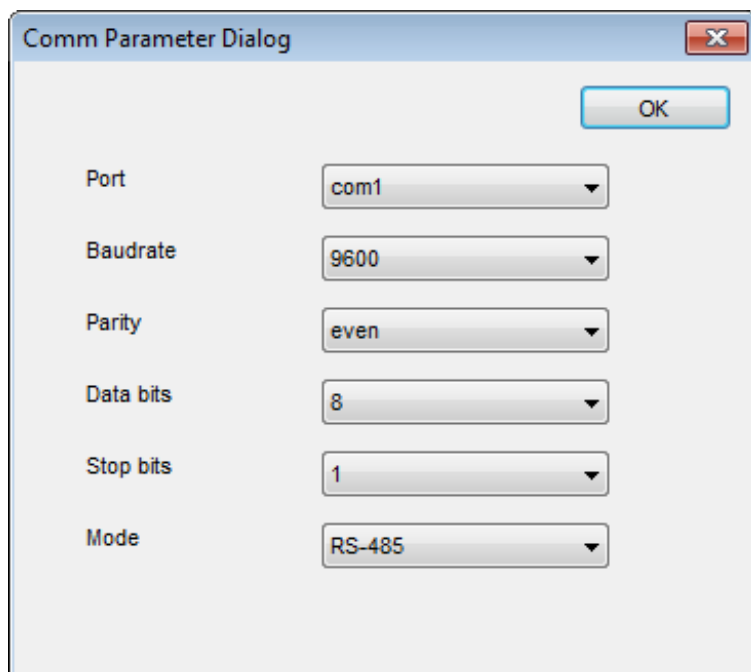 Comm Parameter Dialog
OK
Port com1
Baudrate 9600
Parity even
Data bits 8
Stop bits 1
Mode RS-485